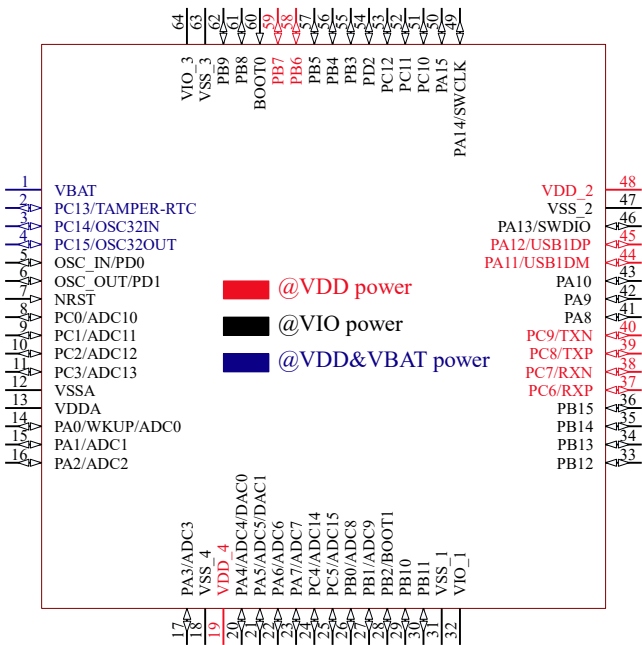 64 VIO_3
63 VSS_3
62 PB9
61 PB8
60 BOOT0
59 PB7
58 PB6
57 PB5
56 PB4
55 PB3
54 PD2
53 PC12
52 PC11
51 PC10
50 PA15
49 PA14/SWCLK
1 VBAT
2 PC13/TAMPER-RTC
3 PC14/OSC32IN
4 PC15/OSC32OUT
5 OSC_IN/PD0
6 OSC_OUT/PD1
7 NRST
8 PC0/ADC10
9 PC1/ADC11
10 PC2/ADC12
11 PC3/ADC13
12 VSSA
13 VDDA
14 PA0/WKUP/ADC0
15 PA1/ADC1
16 PA2/ADC2
@VDD power
@VIO power
@VDD&VBAT power
VDD_2 48
VSS_2 47
PA13/SWDIO 46
PA12/USB1DP 45
PA11/USB1DM 44
PA10 43
PA9 42
PA8 41
PC9/TXN 40
PC8/TXP 39
PC7/RXN 38
PC6/RXP 37
PB15 36
PB14 35
PB13 34
PB12 33
17 PA3/ADC3
18 VSS_4
19 VDD_4
20 PA4/ADC4/DAC0
21 PA5/ADC5/DAC1
22 PA6/ADC6
23 PA7/ADC7
24 PC4/ADC14
25 PC5/ADC15
26 PB0/ADC8
27 PB1/ADC9
28 PB2/BOOT1
29 PB10
30 PB11
31 VSS_1
32 VIO_1